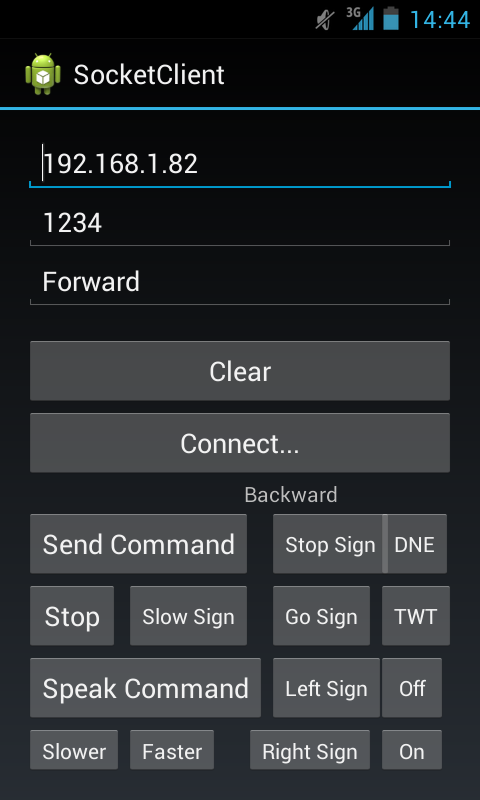 3G 14:44
SocketClient
192.168.1.82
1234
Forward
Clear
Connect...
Backward
Send Command Stop Sign DNE
Stop Slow Sign Go Sign TWT
Speak Command Left Sign Off
Slower Faster Right Sign On